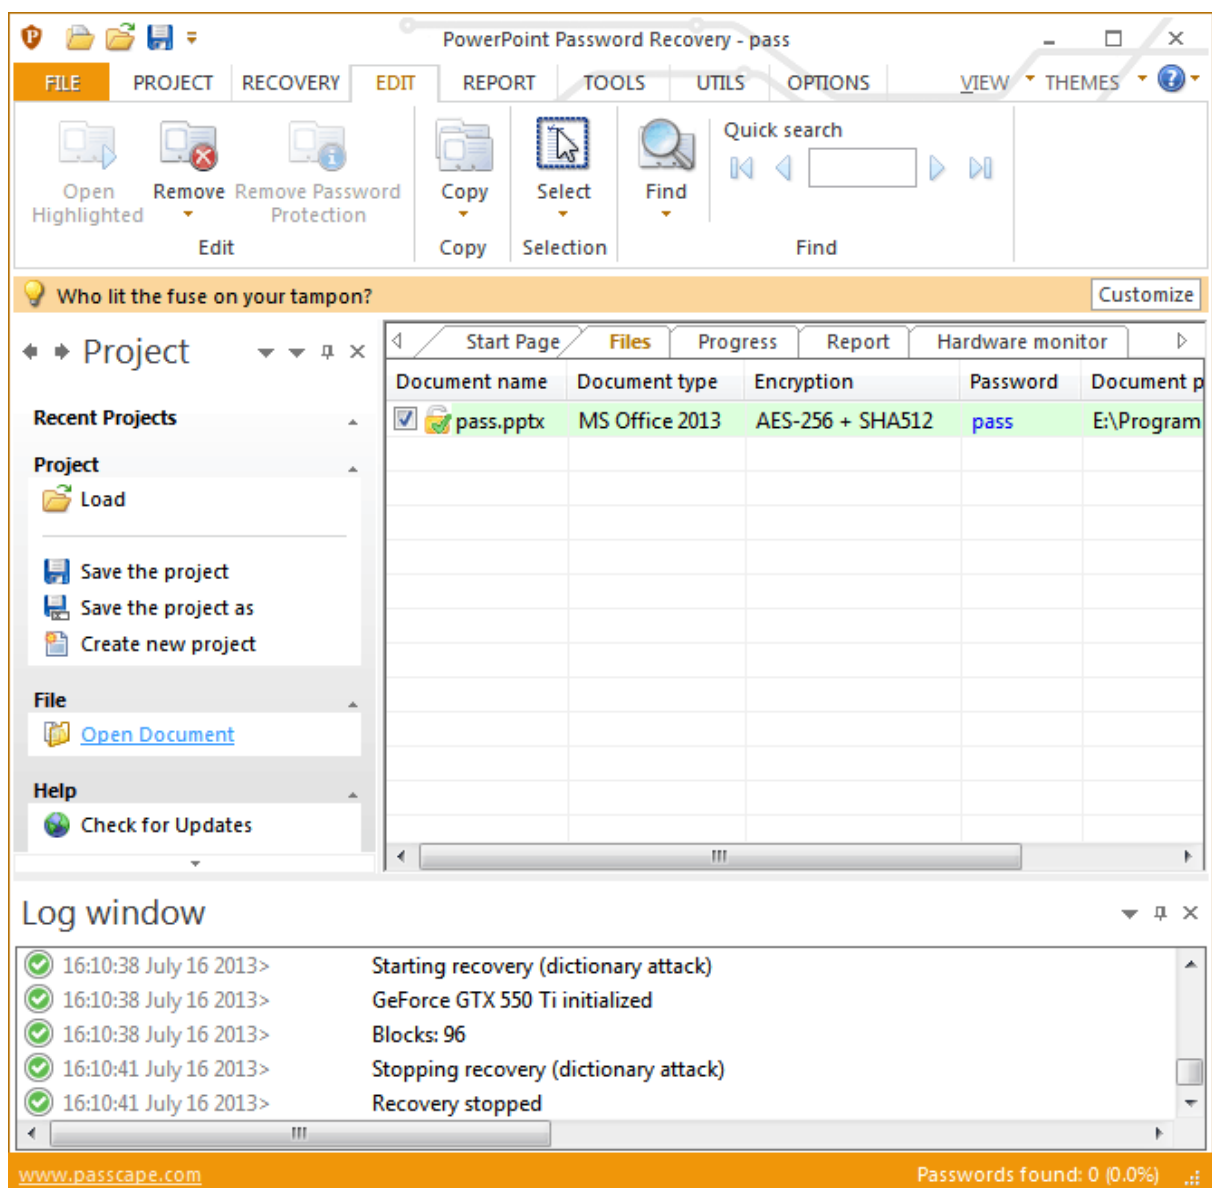 PowerPoint Password Recovery - pass
FILE PROJECT RECOVERY EDIT REPORT TOOLS UTILS OPTIONS VIEW THEMES
Open Highlighted
Remove
Remove Password Protection
Edit
Copy
Copy
Select
Selection
Find
Quick search
Find
Who lit the fuse on your tampon?
Customize
Project
Recent Projects
Project
Load
Save the project
Save the project as
Create new project
File
Open Document
Help
Check for Updates
Start Page Files Progress Report Hardware monitor
Document name Document type Encryption Password Document p
pass.pptx MS Office 2013 AES-256 + SHA512 pass E:\Program
Log window
16:10:38 July 16 2013> Starting recovery (dictionary attack)
16:10:38 July 16 2013> GeForce GTX 550 Ti initialized
16:10:38 July 16 2013> Blocks: 96
16:10:41 July 16 2013> Stopping recovery (dictionary attack)
16:10:41 July 16 2013> Recovery stopped
www.passcape.com Passwords found: 0 (0.0%)